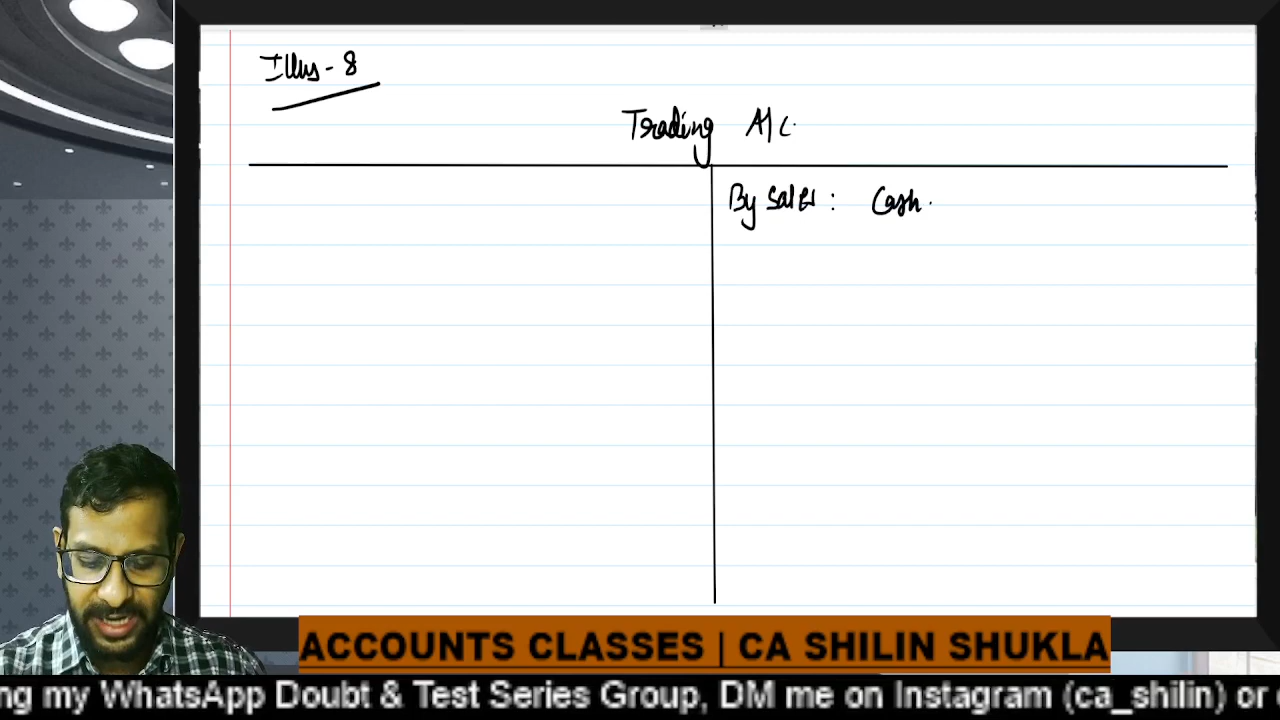 Illus - 8
Trading A/C.
By Sales : Cash.
ACCOUNTS CLASSES | CA SHILIN SHUKLA
ng my WhatsApp Doubt & Test Series Group, DM me on Instagram (ca_shilin) or